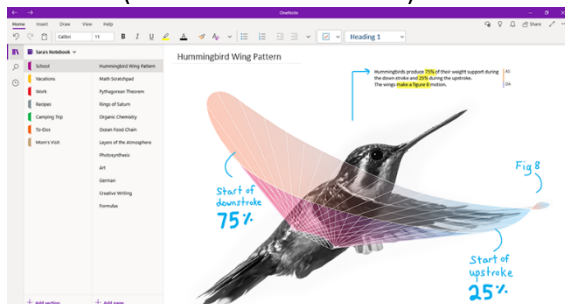 OneNote
Home Insert Draw View Help
Share
Calibri 11 B I U A Heading 1
Sara's Notebook
School
Vacations
Work
Recipes
Camping Trip
To-Dos
Mom's Visit
Add section
Hummingbird Wing Pattern
Math Scratchpad
Pythagorean Theorem
Rings of Saturn
Organic Chemistry
Ocean Food Chain
Layers of the Atmosphere
Photosynthesis
Art
German
Creative Writing
Formulas
Add page
Hummingbird Wing Pattern
Hummingbirds produce 75% of their weight support during
the down stroke and 25% during the upstroke.
The wings make a figure 8 motion.
Start of
downstroke
75%
Fig 8
Start of
upstroke
25%